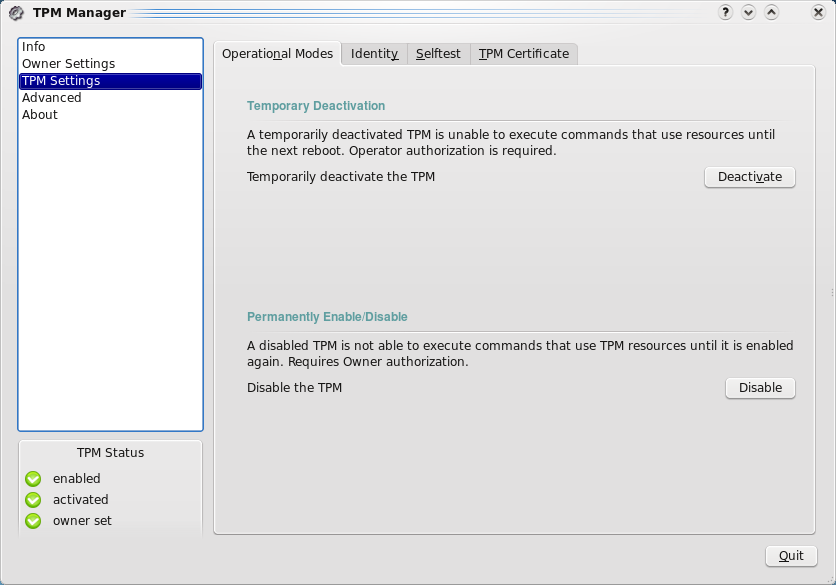 TPM Manager
Info
Owner Settings
TPM Settings
Advanced
About
TPM Status
enabled
activated
owner set
Operational Modes
Identity
Selftest
TPM Certificate
Temporary Deactivation
A temporarily deactivated TPM is unable to execute commands that use resources until
the next reboot. Operator authorization is required.
Temporarily deactivate the TPM
Deactivate
Permanently Enable/Disable
A disabled TPM is not able to execute commands that use TPM resources until it is enabled
again. Requires Owner authorization.
Disable the TPM
Disable
Quit